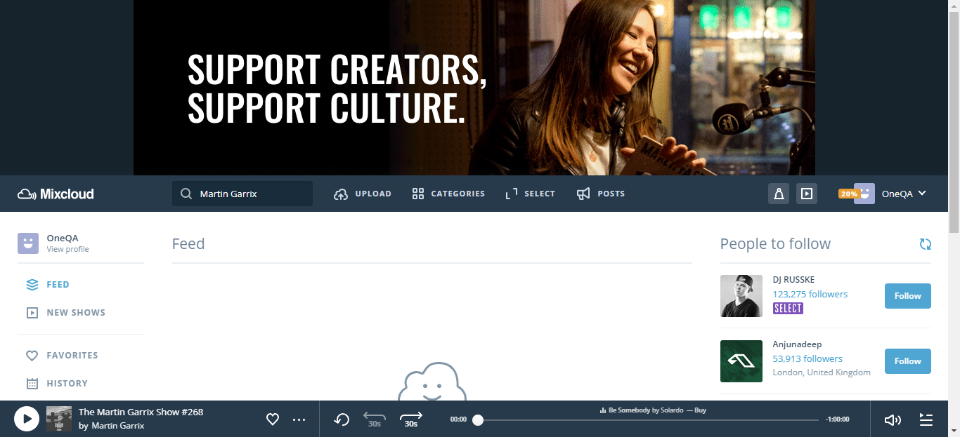 SUPPORT CREATORS,
SUPPORT CULTURE.
Mixcloud
Martin Garrix
UPLOAD
CATEGORIES
SELECT
POSTS
20%
OneQA
OneQA
View profile
FEED
NEW SHOWS
FAVORITES
HISTORY
Feed
People to follow
DJ RUSSKE
123,275 followers
SELECT
Follow
Anjunadeep
53,913 followers
London, United Kingdom
Follow
The Martin Garrix Show #268
by Martin Garrix
30s
30s
00:00
Be Somebody by Solardo — Buy
-1:00:00